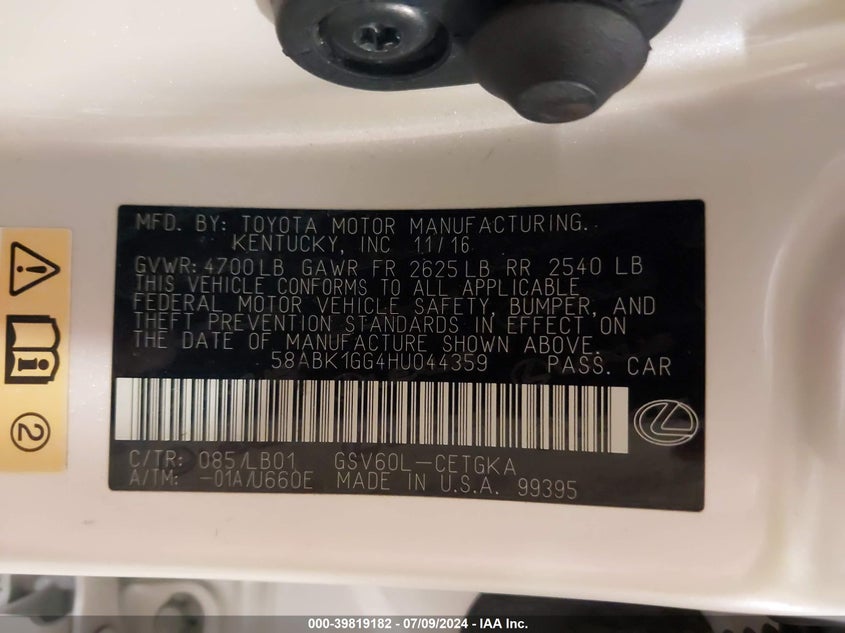 MFD. BY: TOYOTA MOTOR MANUFACTURING.
KENTUCKY, INC 11/16
GVWR: 4700LB GAWR FR 2625LB RR 2540 LB
THIS VEHICLE CONFORMS TO ALL APPLICABLE
FEDERAL MOTOR VEHICLE SAFETY, BUMPER, AND
THEFT PREVENTION STANDARDS IN EFFECT ON
THE DATE OF MANUFACTURE SHOWN ABOVE.
58ABK1GG4HU044359 PASS. CAR
C/TR: 085/LB01 GSV60L-CETGKA
A/TM: -01A/U660E MADE IN U.S.A. 99395
2
000-39819182 / 07/09/2024 - IAA Inc.